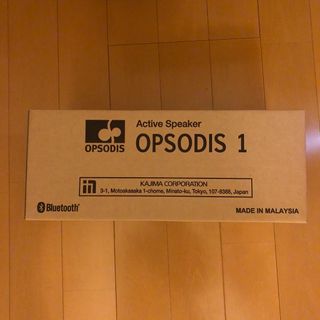 OPSODIS
Active Speaker
OPSODIS 1
KAJIMA CORPORATION
3-1, Motoakasaka 1-chome, Minato-ku, Tokyo, 107-8388, Japan
Bluetooth®
MADE IN MALAYSIA